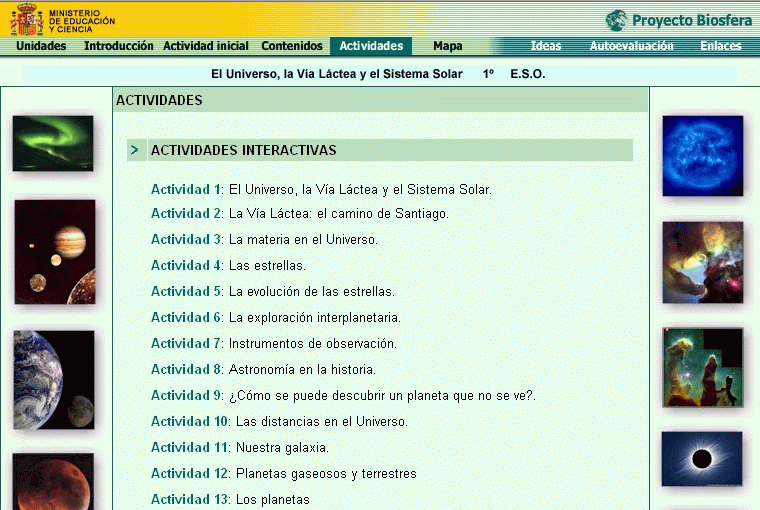 MINISTERIO
DE EDUCACIÓN
Y CIENCIA
Proyecto Biosfera
Unidades Introducción Actividad inicial Contenidos Actividades Mapa Ideas Autoevaluación Enlaces
El Universo, la Vía Láctea y el Sistema Solar 1º E.S.O.
ACTIVIDADES
> ACTIVIDADES INTERACTIVAS
Actividad 1: El Universo, la Vía Láctea y el Sistema Solar.
Actividad 2: La Vía Láctea: el camino de Santiago.
Actividad 3: La materia en el Universo.
Actividad 4: Las estrellas.
Actividad 5: La evolución de las estrellas.
Actividad 6: La exploración interplanetaria.
Actividad 7: Instrumentos de observación.
Actividad 8: Astronomía en la historia.
Actividad 9: ¿Cómo se puede descubrir un planeta que no se ve?.
Actividad 10: Las distancias en el Universo.
Actividad 11: Nuestra galaxia.
Actividad 12: Planetas gaseosos y terrestres
Actividad 13: Los planetas